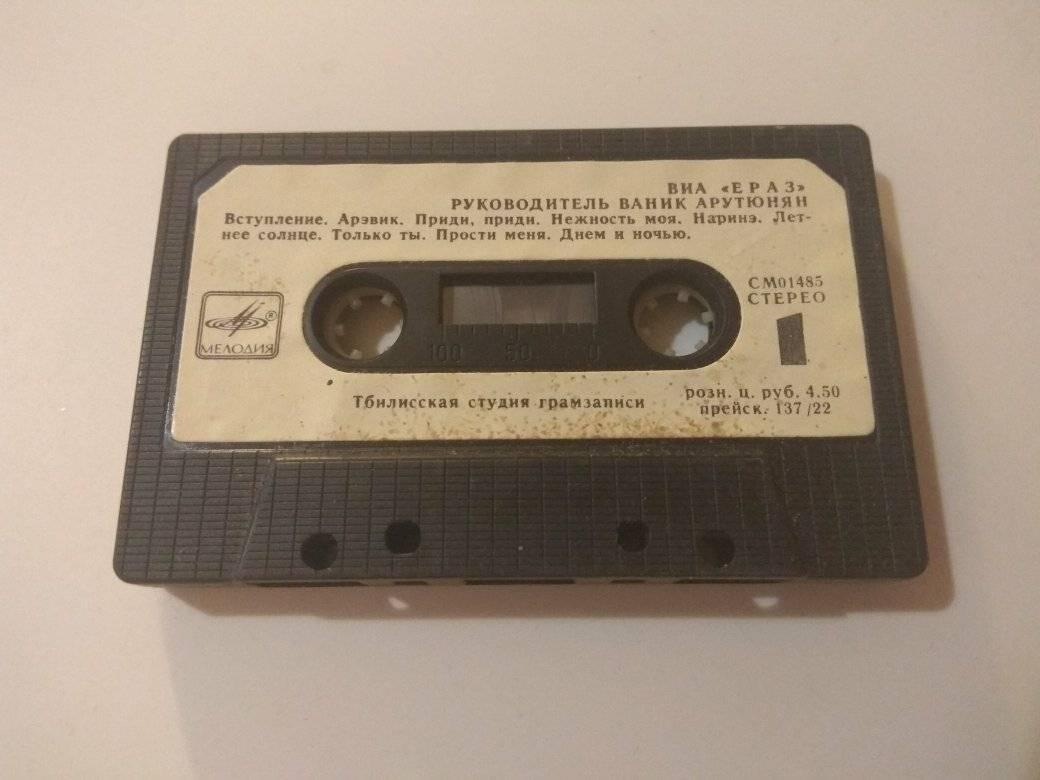 ВИА «ЕРАЗ»
РУКОВОДИТЕЛЬ ВАНИК АРУТЮНЯН
Вступление. Арэвик. Приди, приди. Нежность моя. Наринэ. Лет-
нее солнце. Только ты. Прости меня. Днем и ночью.
СМ01485
СТЕРЕО
® МЕЛОДИЯ
1
100 50 0
Тбилисская студия грамзаписи
розн. ц. руб. 4.50
прейск. 137/22